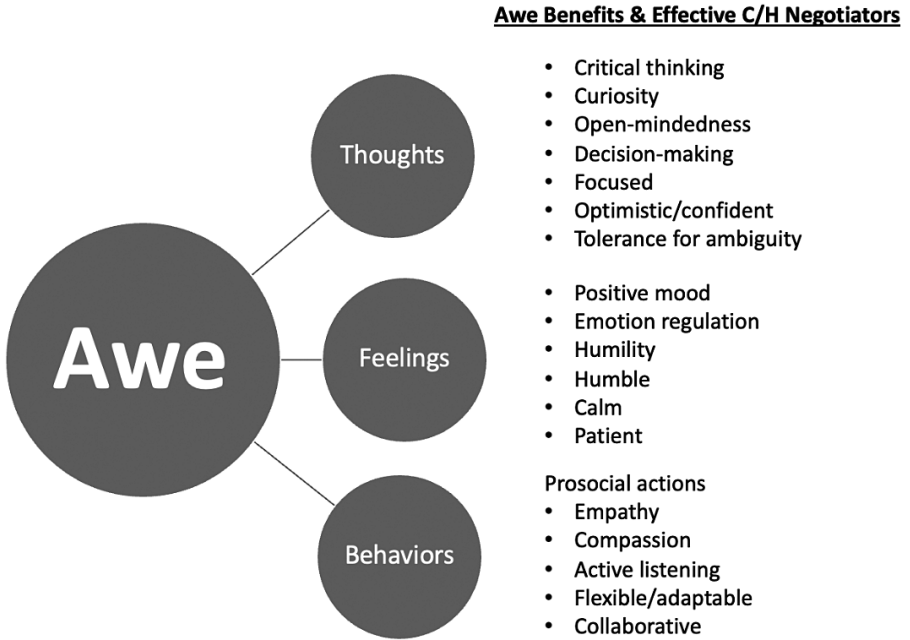 Awe Benefits & Effective C/H Negotiators
Awe
Thoughts
• Critical thinking
• Curiosity
• Open-mindedness
• Decision-making
• Focused
• Optimistic/confident
• Tolerance for ambiguity
Feelings
• Positive mood
• Emotion regulation
• Humility
• Humble
• Calm
• Patient
Behaviors
Prosocial actions
• Empathy
• Compassion
• Active listening
• Flexible/adaptable
• Collaborative